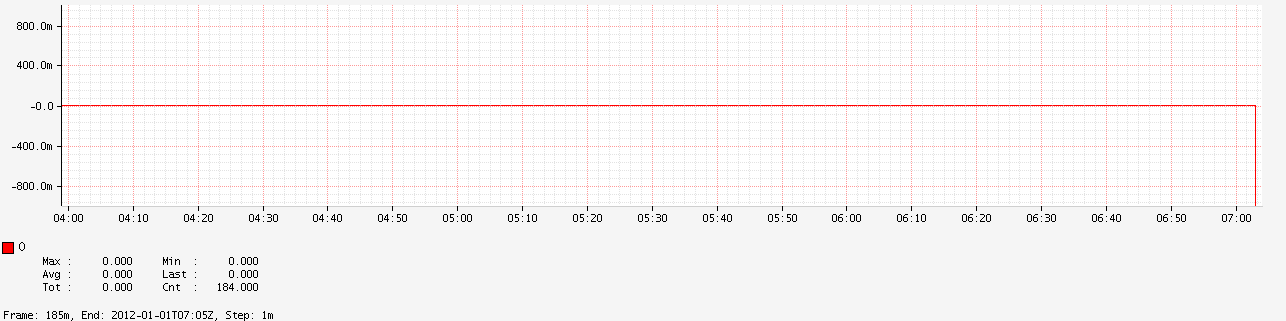 800.0m
400.0m
-0.0
-400.0m
-800.0m
04:00 04:10 04:20 04:30 04:40 04:50 05:00 05:10 05:20 05:30 05:40 05:50 06:00 06:10 06:20 06:30 06:40 06:50 07:00
0
Max : 0.000 Min : 0.000
Avg : 0.000 Last : 0.000
Tot : 0.000 Cnt : 184.000
Frame: 185m, End: 2012-01-01T07:05Z, Step: 1m